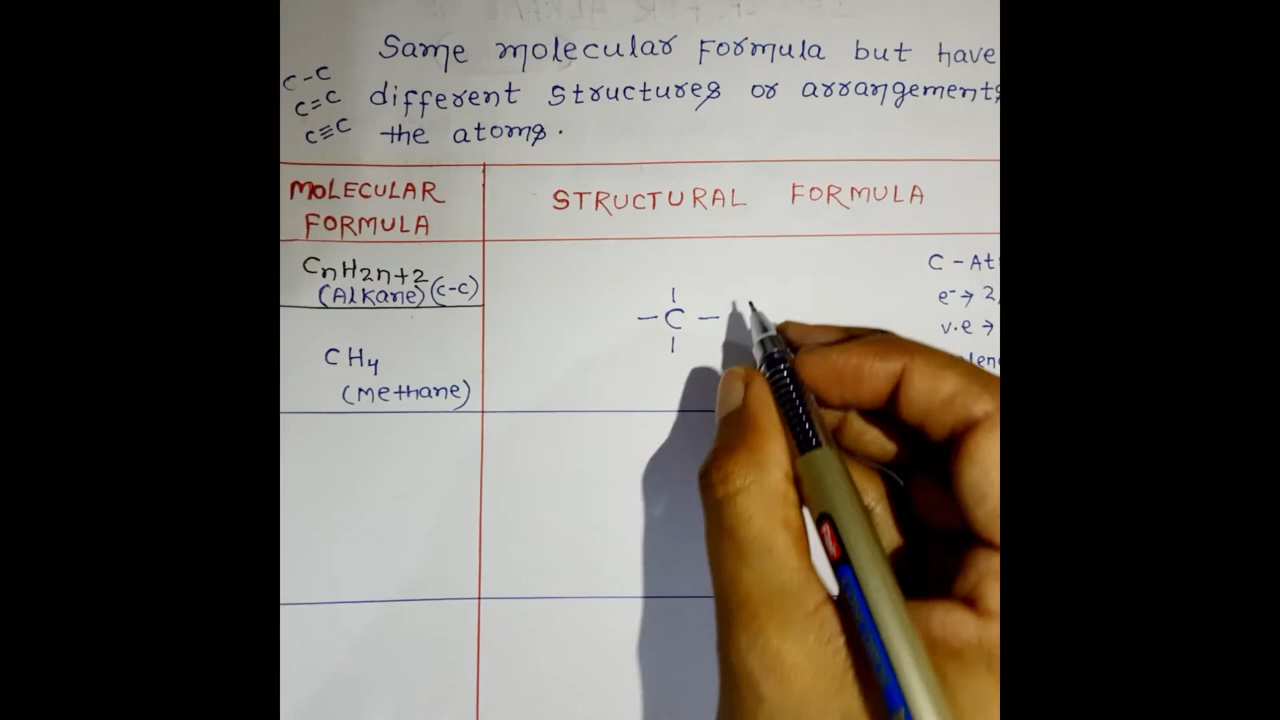 Same molecular Formula but have
C-C
C=C different structures or arrangements
C≡C the atoms.
MOLECULAR FORMULA
STRUCTURAL FORMULA
CnH2n+2
(Alkane) (C-C)
CH4
(Methane)
- C -
C - At
e- → 2,
v.e →